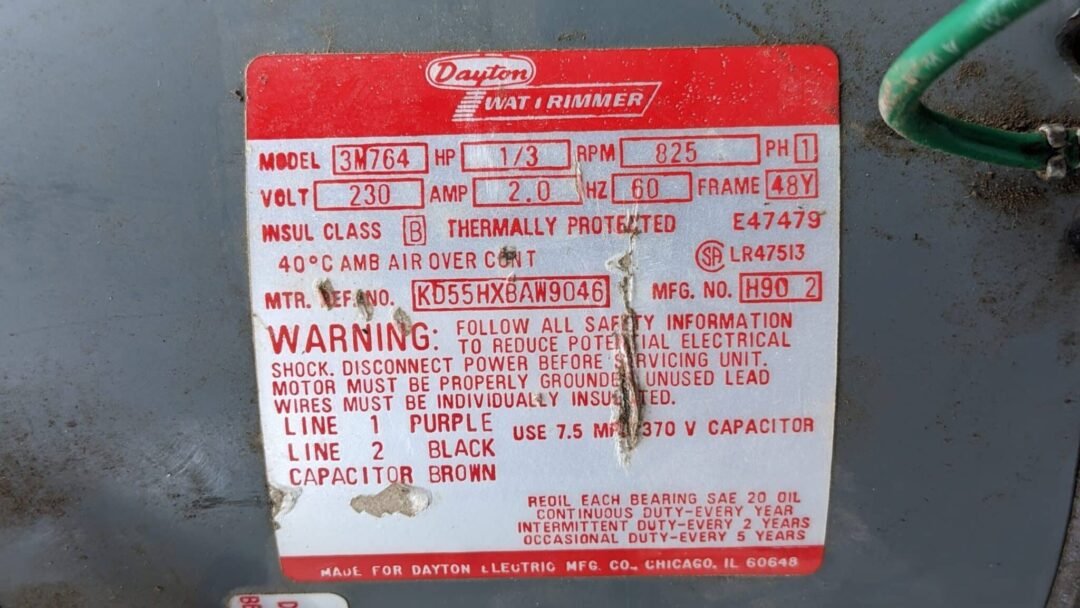 Dayton
WATTRIMMER
MODEL 3M764 HP 1/3 RPM 825 PH 1
VOLT 230 AMP 2.0 HZ 60 FRAME 48Y
INSUL CLASS B THERMALLY PROTECTED E47479
40°C AMB AIR OVER CONT SA LR47513
MTR. REF. NO. KD55HXBAW9046 MFG. NO. H90 2
WARNING: FOLLOW ALL SAFETY INFORMATION
TO REDUCE POTENTIAL ELECTRICAL
SHOCK. DISCONNECT POWER BEFORE SERVICING UNIT.
MOTOR MUST BE PROPERLY GROUNDED UNUSED LEAD
WIRES MUST BE INDIVIDUALLY INSULATED.
LINE 1 PURPLE
USE 7.5 370 V CAPACITOR
LINE 2 BLACK
CAPACITOR BROWN
REOIL EACH BEARING SAE 20 OIL
CONTINUOUS DUTY-EVERY YEAR
INTERMITTENT DUTY-EVERY 2 YEARS
OCCASIONAL DUTY-EVERY 5 YEARS
MADE FOR DAYTON ELECTRIC MFG. CO., CHICAGO, IL 60648